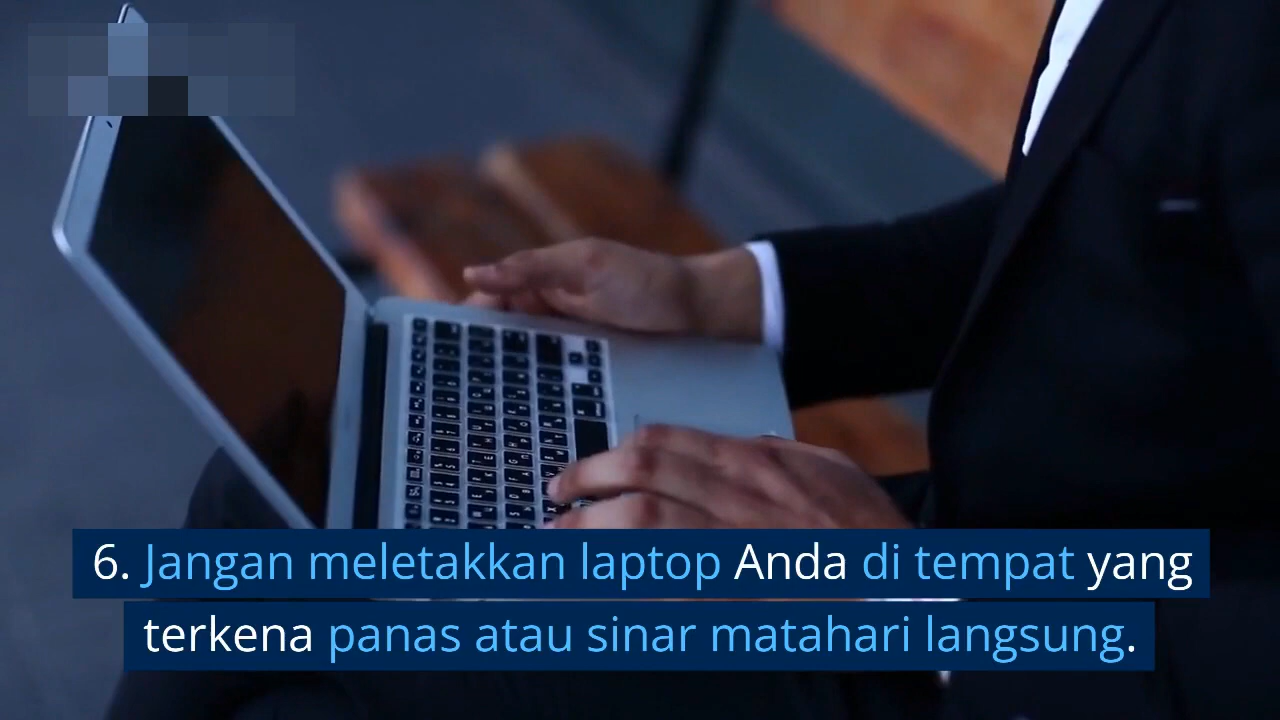 6. Jangan meletakkan laptop Anda di tempat yang
terkena panas atau sinar matahari langsung.